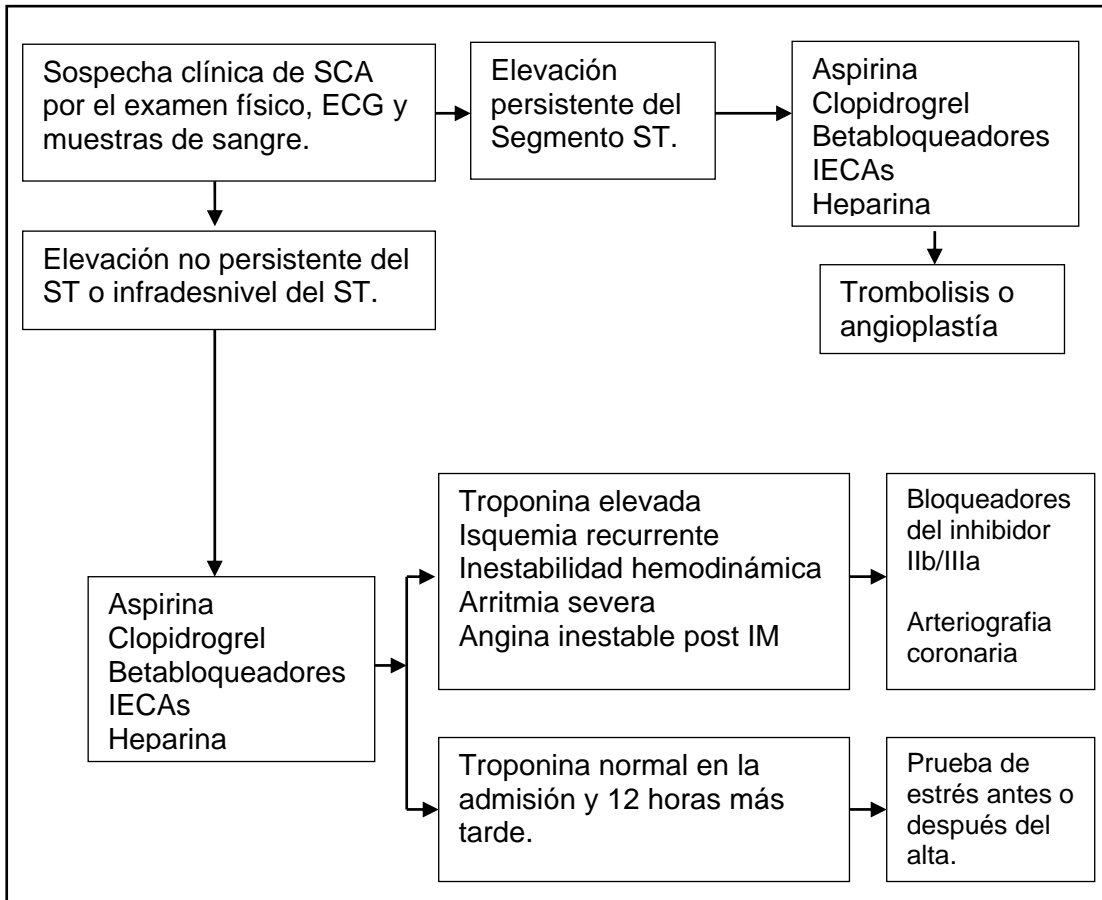 Sospecha clínica de SCA
por el examen físico, ECG y
muestras de sangre.
Elevación
persistente del
Segmento ST.
Aspirina
Clopidrogrel
Betabloqueadores
IECAs
Heparina
Elevación no persistente del
ST o infradesnivel del ST.
Trombolisis o
angioplastía
Aspirina
Clopidrogrel
Betabloqueadores
IECAs
Heparina
Troponina elevada
Isquemia recurrente
Inestabilidad hemodinámica
Arritmia severa
Angina inestable post IM
Bloqueadores
del inhibidor
IIb/IIIa
Arteriografia
coronaria
Troponina normal en la
admisión y 12 horas más
tarde.
Prueba de
estrés antes o
después del
alta.